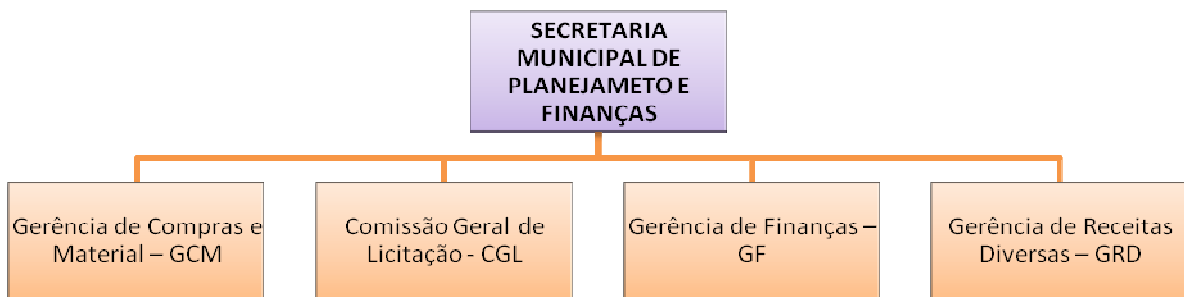 SECRETARIA
MUNICIPAL DE
PLANEJAMETO E
FINANÇAS
Gerência de Compras e
Material – GCM
Comissão Geral de
Licitação - CGL
Gerência de Finanças –
GF
Gerência de Receitas
Diversas – GRD